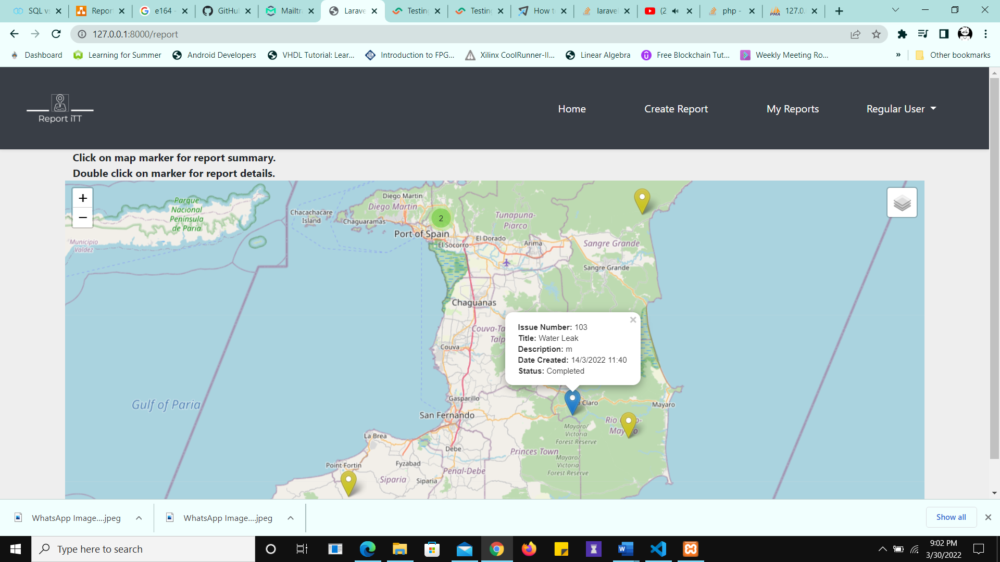 SQL vs
Report
e164 -
GitHub
Mailtra
Larave
Testing
Testing
How to
laravel
(2
php -
127.0.
127.0.0.1:8000/report
Dashboard
Learning for Summer
Android Developers
VHDL Tutorial: Lear...
Introduction to FPG...
Xilinx CoolRunner-II...
Linear Algebra
Free Blockchain Tut...
Weekly Meeting Ro...
»
Other bookmarks
Report iTT
Home
Create Report
My Reports
Regular User
Click on map marker for report summary.
Double click on marker for report details.
+
−
Parque
Nacional
Península
de Paria
Municipio
Valdez
Chacachacare
Island
Diego Martin
Diego Martin
Chaguaramas
2
Port of Spain
El Socorro
El Dorado
Tunapuna-
Piarco
Arima
Sangre Grande
Sangre Grande
Chaguanas
Couva-Ta
Talp
Couva
Issue Number: 103
Title: Water Leak
Description: m
Date Created: 14/3/2022 11:40
Status: Completed
×
Gulf of Paria
Gasparillo
San Fernando
Claro
Mayaro
Rio
Mayaro/
Victoria
Forest Reserve
La Brea
Debe
Princes Town
Mayaro/
Victoria
Forest Reserve
Point Fortin
Fyzabad
Penal-Debe
Siparia
Siparia
WhatsApp Image....jpeg
WhatsApp Image....jpeg
Show all
Type here to search
9:02 PM
3/30/2022